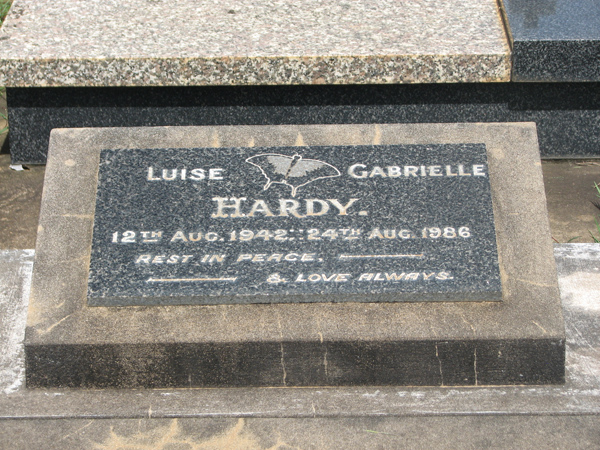 LUISE GABRIELLE
HARDY.
12TH AUG. 1942 :: 24TH AUG. 1986
REST IN PEACE.
& LOVE ALWAYS.